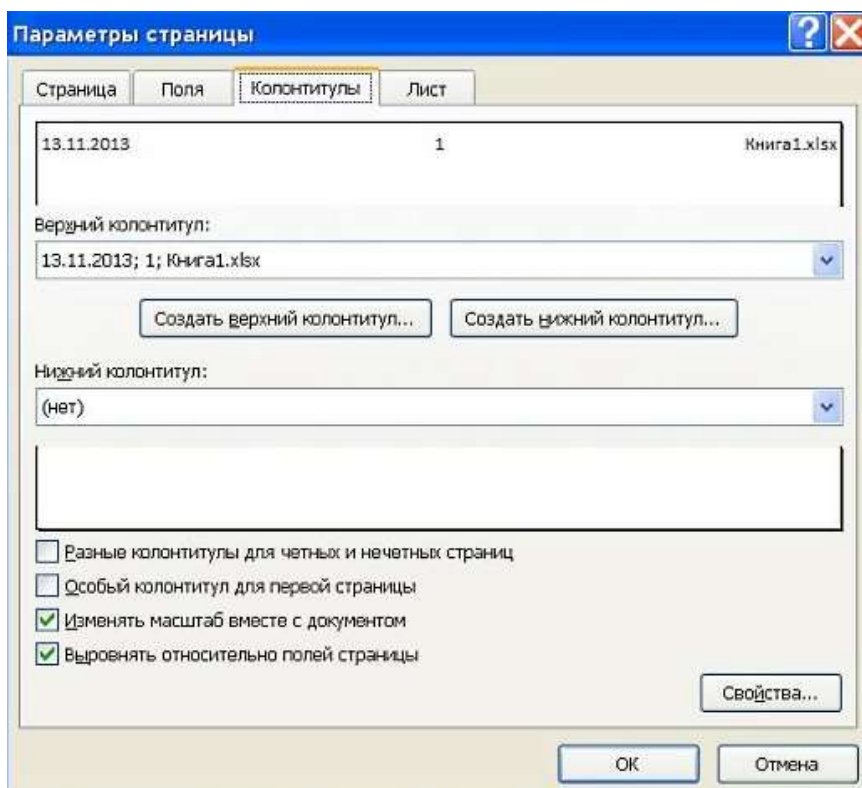 Параметры страницы
Страница Поля Колонтитулы Лист
13.11.2013 1 Книга1.xlsx
Верхний колонтитул:
13.11.2013; 1; Книга1.xlsx
Создать верхний колонтитул... Создать нижний колонтитул...
Нижний колонтитул:
(нет)
Разные колонтитулы для четных и нечетных страниц
Особый колонтитул для первой страницы
Изменять масштаб вместе с документом
Выровнять относительно полей страницы
Свойства...
ОК Отмена